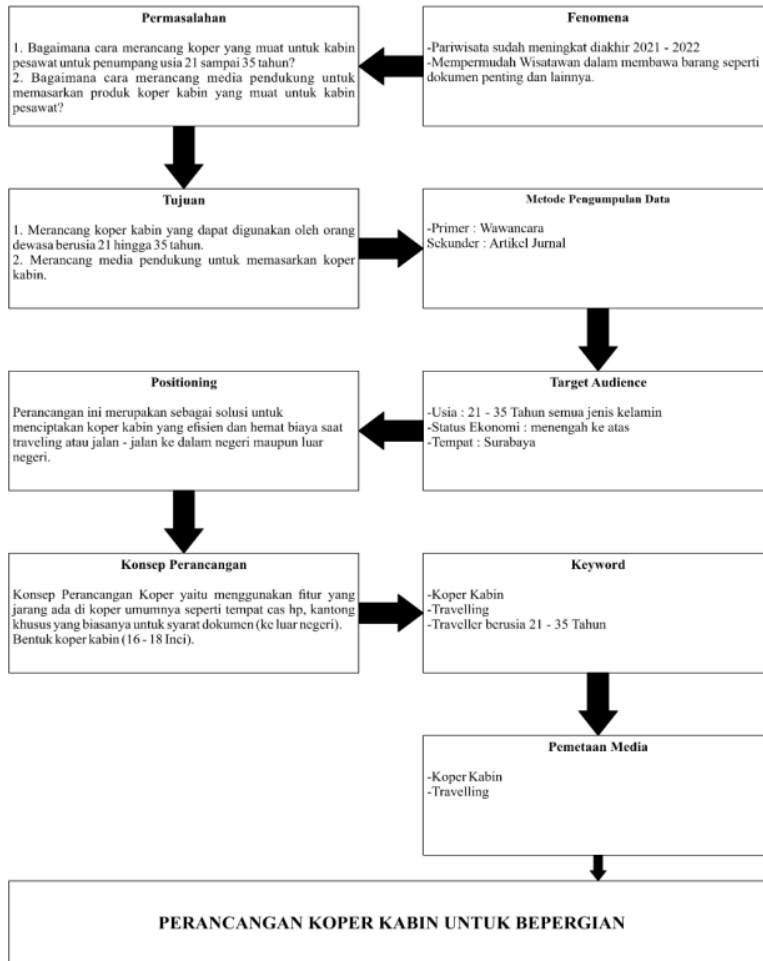 Permasalahan
1. Bagaimana cara merancang koper yang muat untuk kabin
pesawat untuk penumpang usia 21 sampai 35 tahun?
2. Bagaimana cara merancang media pendukung untuk
memasarkan produk koper kabin yang muat untuk kabin
pesawat?
Fenomena
-Pariwisata sudah meningkat diakhir 2021 - 2022
-Mempermudah Wisatawan dalam membawa barang seperti
dokumen penting dan lainnya.
Tujuan
1. Merancang koper kabin yang dapat digunakan oleh orang
dewasa berusia 21 hingga 35 tahun.
2. Merancang media pendukung untuk memasarkan koper
kabin.
Metode Pengumpulan Data
-Primer : Wawancara
Sekunder : Artikel Jurnal
Target Audience
-Usia : 21 - 35 Tahun semua jenis kelamin
-Status Ekonomi : menengah ke atas
-Tempat : Surabaya
Positioning
Perancangan ini merupakan sebagai solusi untuk
menciptakan koper kabin yang efisien dan hemat biaya saat
traveling atau jalan - jalan ke dalam negeri maupun luar
negeri.
Konsep Perancangan
Konsep Perancangan Koper yaitu menggunakan fitur yang
jarang ada di koper umumnya seperti tempat cas hp, kantong
khusus yang biasanya untuk syarat dokumen (ke luar negeri).
Bentuk koper kabin (16 - 18 Inci).
Keyword
-Koper Kabin
-Travelling
-Traveller berusia 21 - 35 Tahun
Pemetaan Media
-Koper Kabin
-Travelling
PERANCANGAN KOPER KABIN UNTUK BEPERGIAN